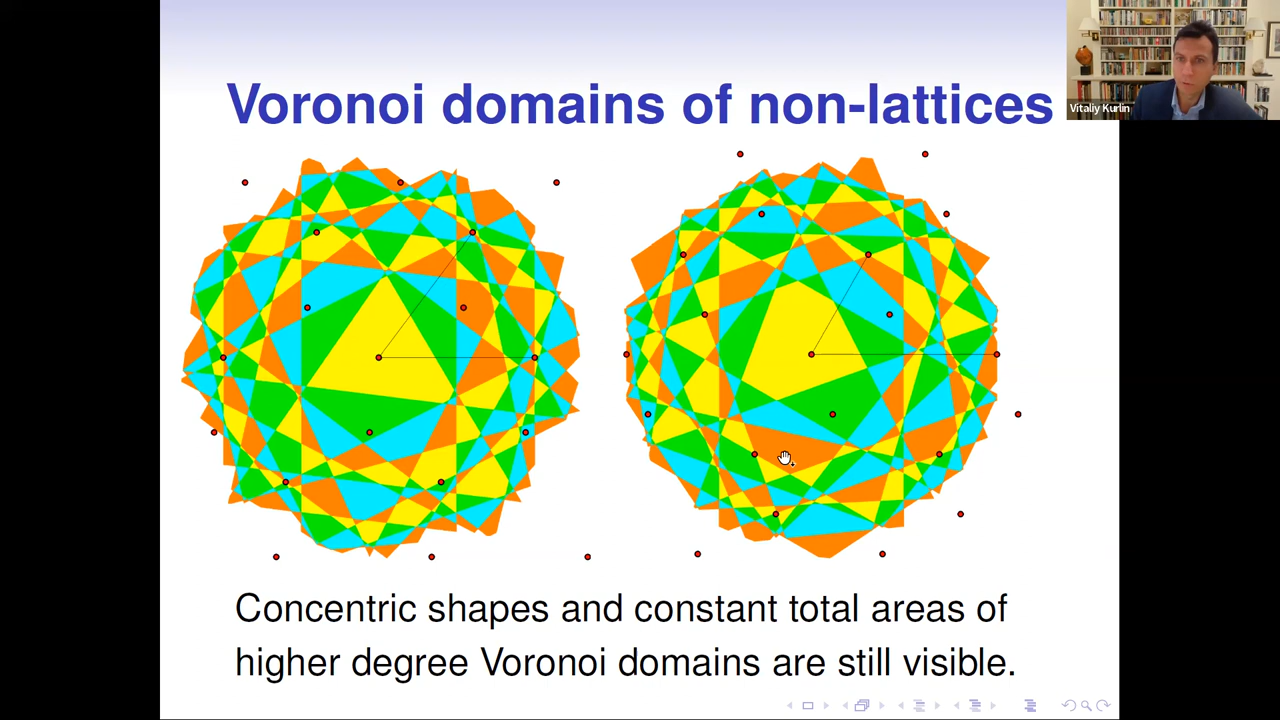 Voronoi domains of non-lattices
Vitaliy Kurlin
Concentric shapes and constant total areas of
higher degree Voronoi domains are still visible.